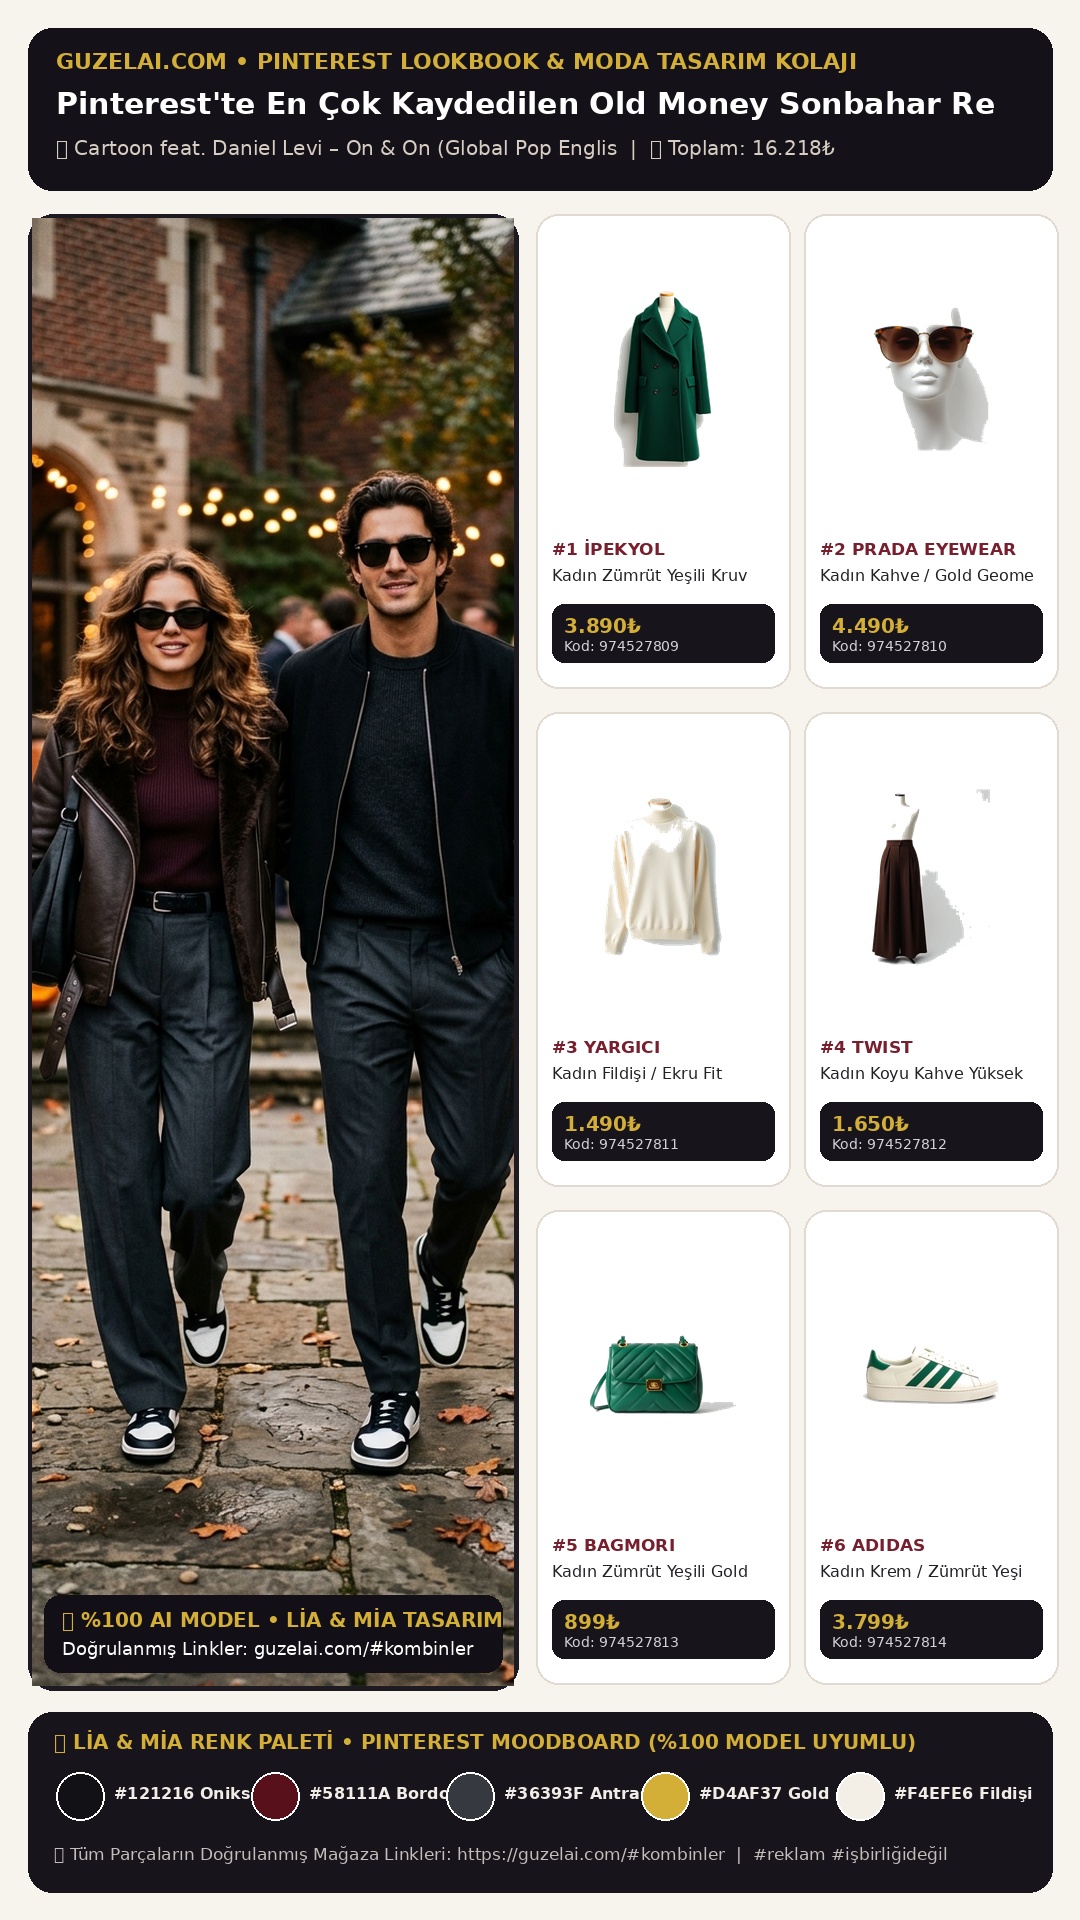 GUZELAI.COM • PINTEREST LOOKBOOK & MODA TASARIM KOLAJI
Pinterest'te En Çok Kaydedilen Old Money Sonbahar Re
Cartoon feat. Daniel Levi – On & On (Global Pop Englis | Toplam: 16.218₺
#1 İPEKYOL
Kadın Zümrüt Yeşili Kruv
3.890₺
Kod: 974527809
#2 PRADA EYEWEAR
Kadın Kahve / Gold Geome
4.490₺
Kod: 974527810
#3 YARGICI
Kadın Fildişi / Ekru Fit
1.490₺
Kod: 974527811
#4 TWIST
Kadın Koyu Kahve Yüksek
1.650₺
Kod: 974527812
#5 BAGMORI
Kadın Zümrüt Yeşili Gold
899₺
Kod: 974527813
#6 ADIDAS
Kadın Krem / Zümrüt Yeşi
3.799₺
Kod: 974527814
%100 AI MODEL • LİA & MİA TASARIM
Doğrulanmış Linkler: guzelai.com/#kombinler
LİA & MİA RENK PALETİ • PINTEREST MOODBOARD (%100 MODEL UYUMLU)
#121216 Oniks #58111A Bordo #36393F Antra #D4AF37 Gold #F4EFE6 Fildişi
Tüm Parçaların Doğrulanmış Mağaza Linkleri: https://guzelai.com/#kombinler | #reklam #işbirliğideğil